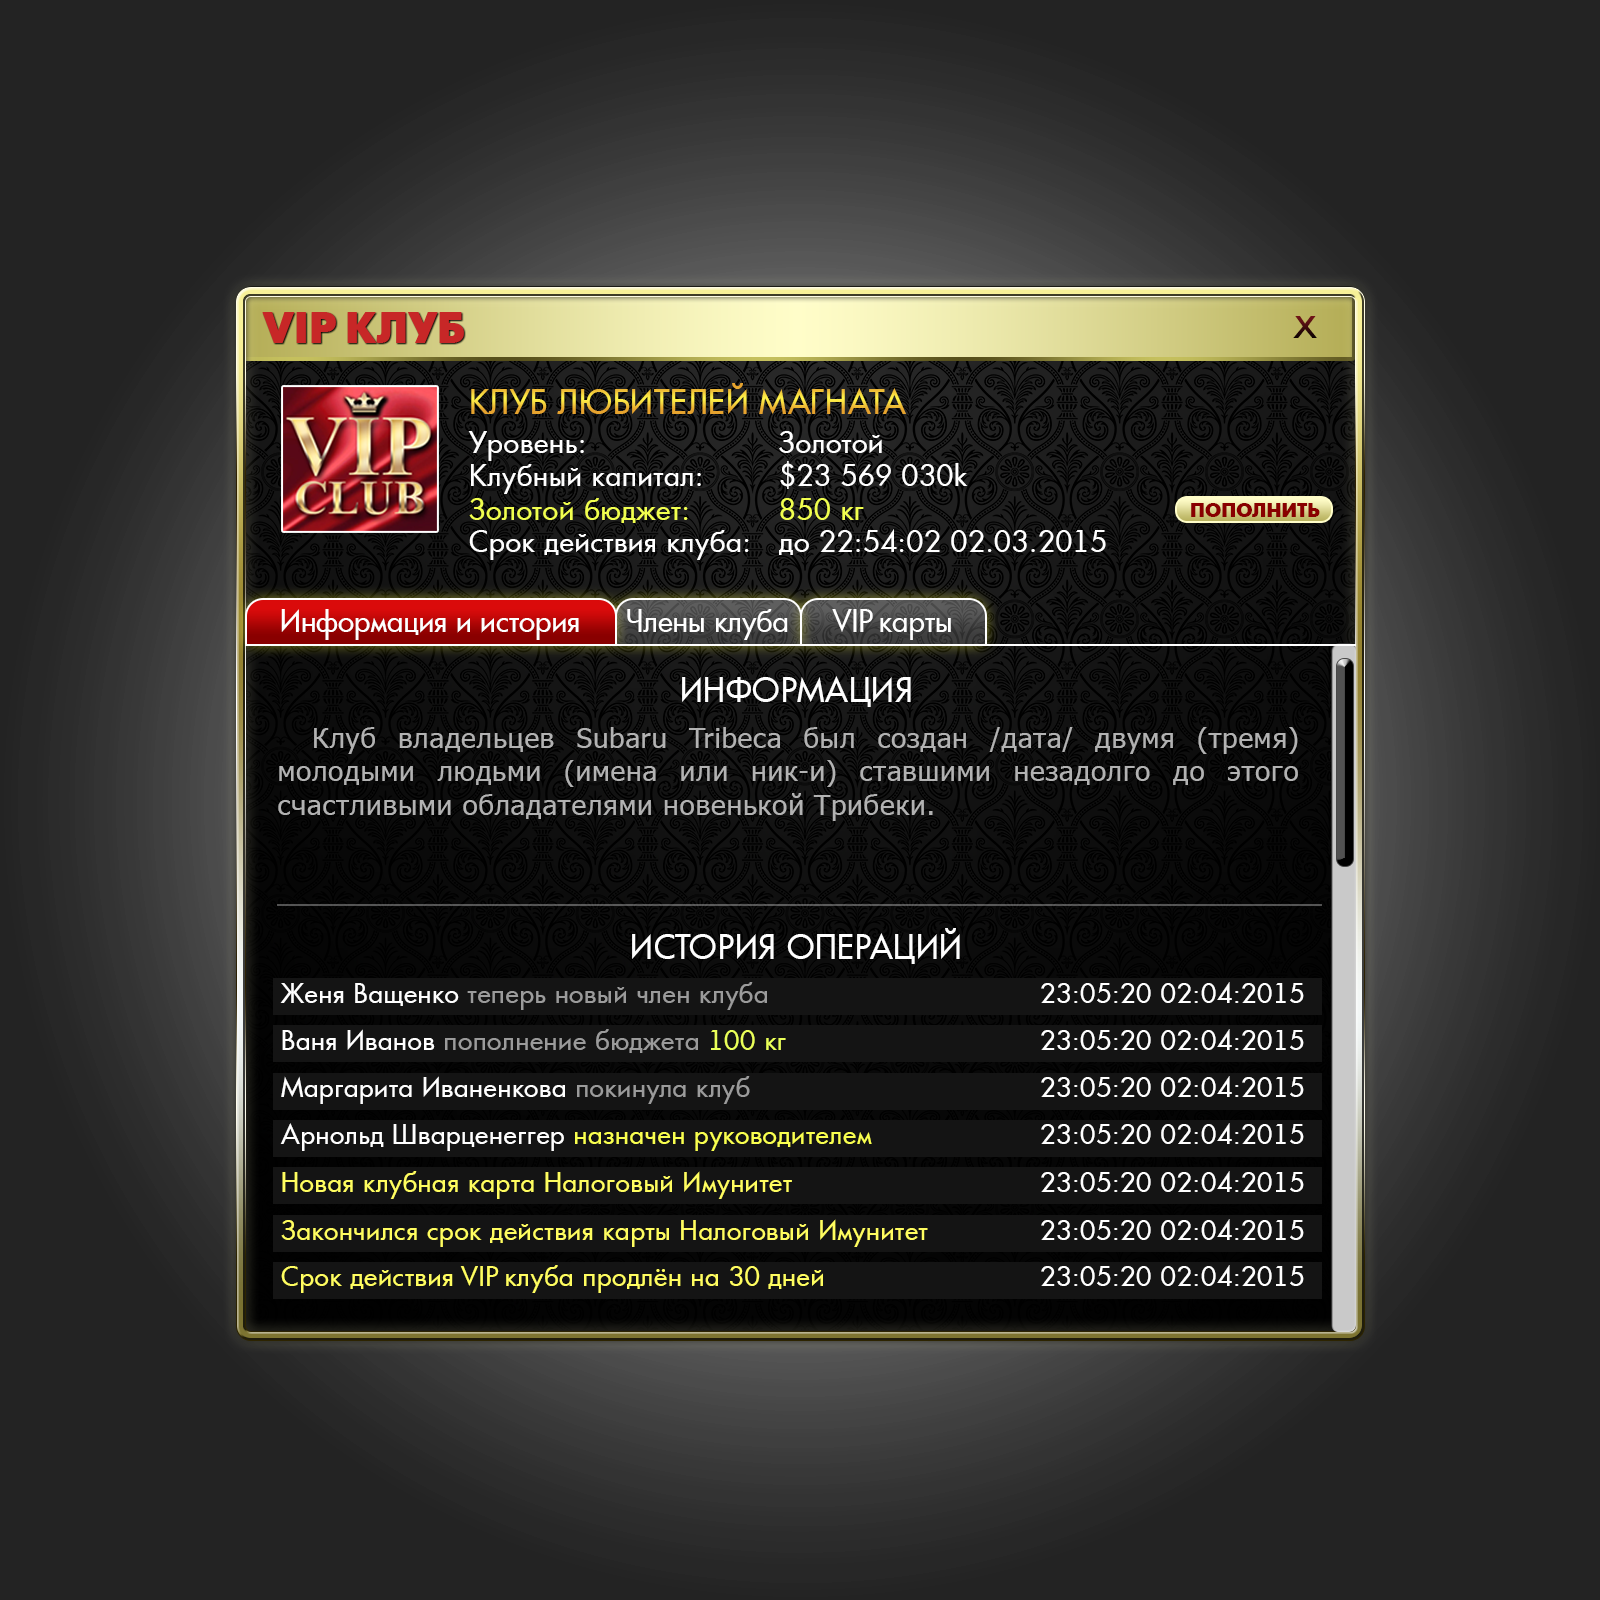 VIP КЛУБ X
VIP
CLUB
КЛУБ ЛЮБИТЕЛЕЙ МАГНАТА
Уровень: Золотой
Клубный капитал: $23 569 030k
Золотой бюджет: 850 кг ПОПОЛНИТЬ
Срок действия клуба: до 22:54:02 02.03.2015
Информация и история Члены клуба VIP карты
ИНФОРМАЦИЯ
Клуб владельцев Subaru Tribeca был создан /дата/ двумя (тремя)
молодыми людьми (имена или ник-и) ставшими незадолго до этого
счастливыми обладателями новенькой Трибеки.
ИСТОРИЯ ОПЕРАЦИЙ
Женя Ващенко теперь новый член клуба 23:05:20 02:04:2015
Ваня Иванов пополнение бюджета 100 кг 23:05:20 02:04:2015
Маргарита Иваненкова покинула клуб 23:05:20 02:04:2015
Арнольд Шварценеггер назначен руководителем 23:05:20 02:04:2015
Новая клубная карта Налоговый Имунитет 23:05:20 02:04:2015
Закончился срок действия карты Налоговый Имунитет 23:05:20 02:04:2015
Срок действия VIP клуба продлён на 30 дней 23:05:20 02:04:2015